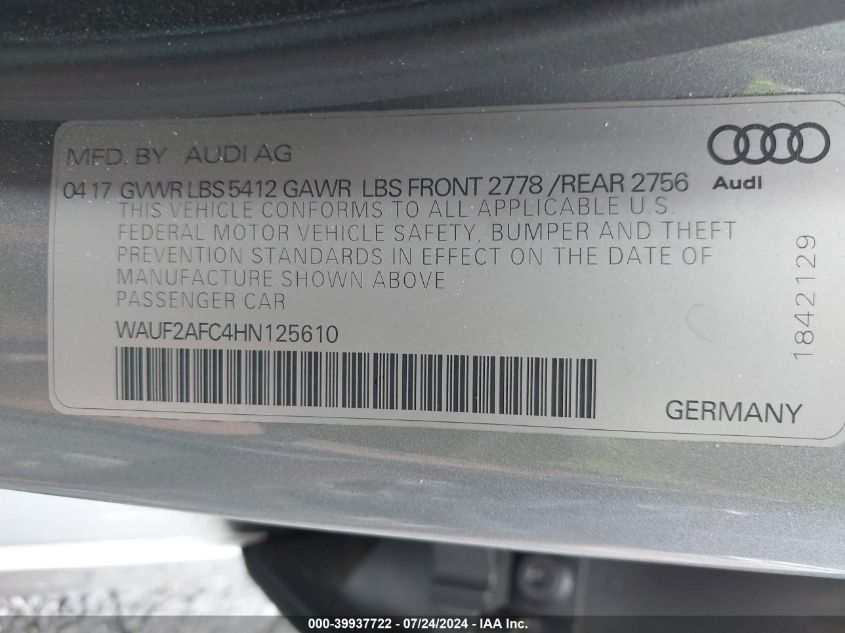 MFD. BY AUDI AG
04 17 GVWR LBS 5412 GAWR LBS FRONT 2778 /REAR 2756
Audi
THIS VEHICLE CONFORMS TO ALL APPLICABLE U.S.
FEDERAL MOTOR VEHICLE SAFETY, BUMPER AND THEFT
PREVENTION STANDARDS IN EFFECT ON THE DATE OF
MANUFACTURE SHOWN ABOVE
PASSENGER CAR
1842129
WAUF2AFC4HN125610
GERMANY
000-39937722 / 07/24/2024 - IAA Inc.